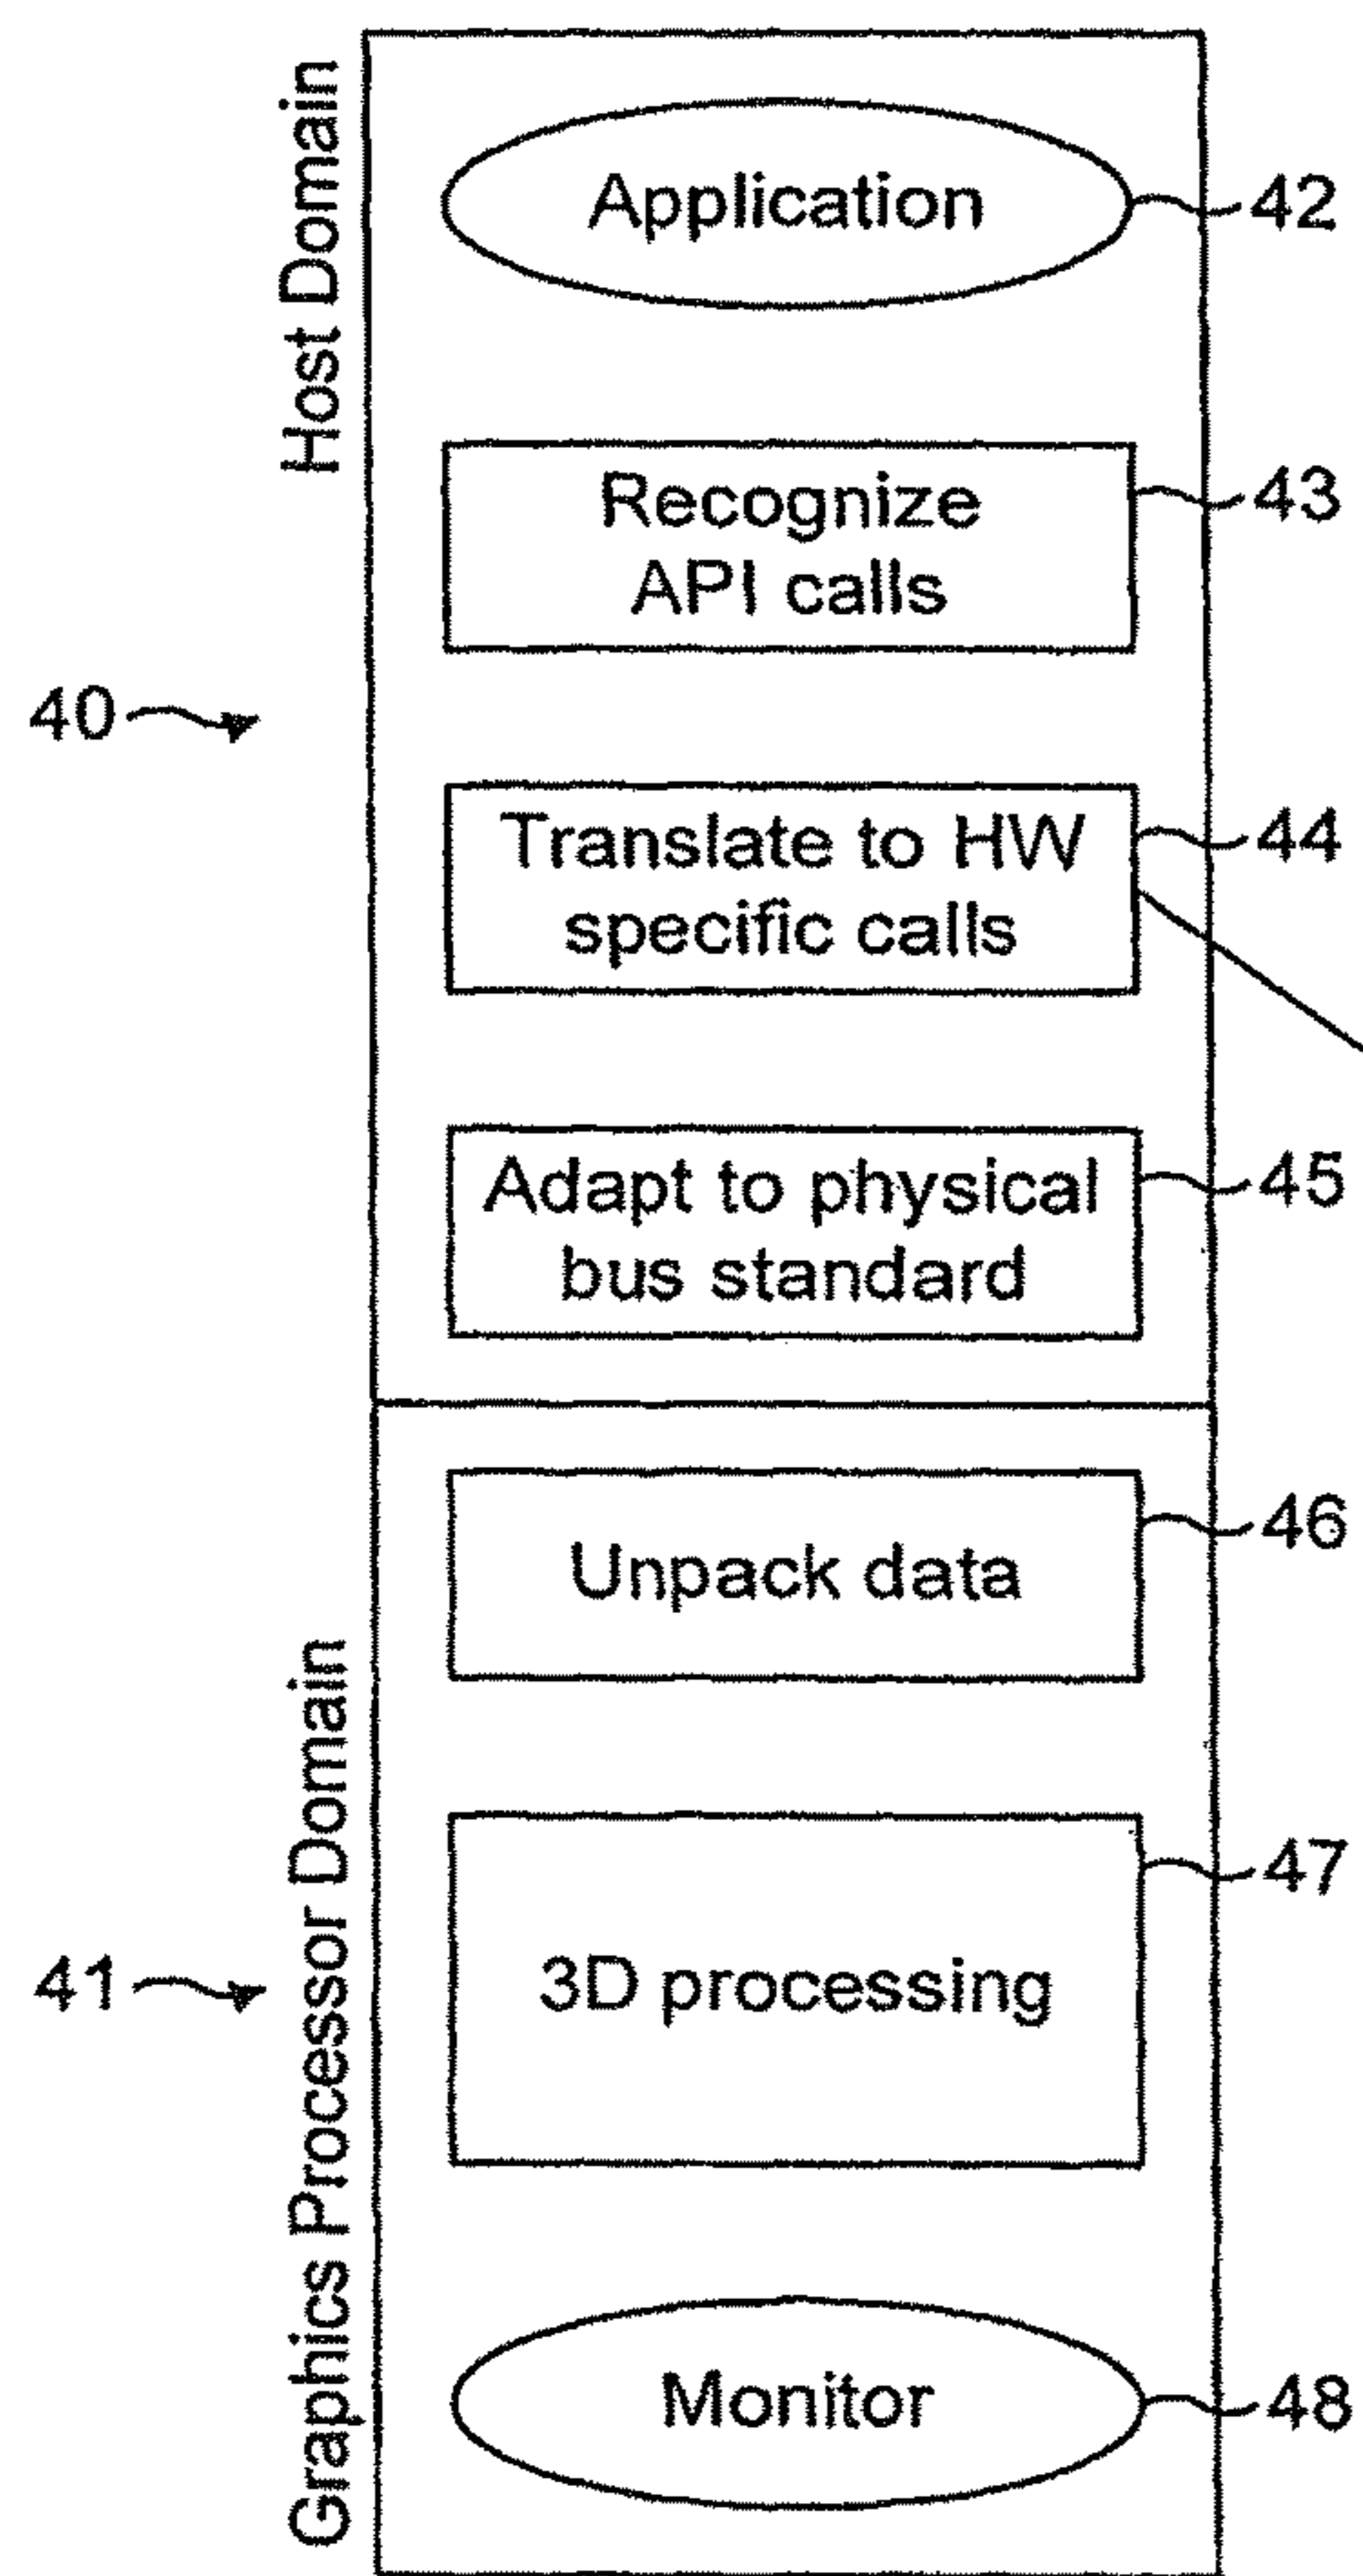 Host Domain
Application
42
Recognize
API calls
43
40
Translate to HW
specific calls
44
Adapt to physical
bus standard
45
Graphics Processor Domain
Unpack data
46
3D processing
47
41
Monitor
48